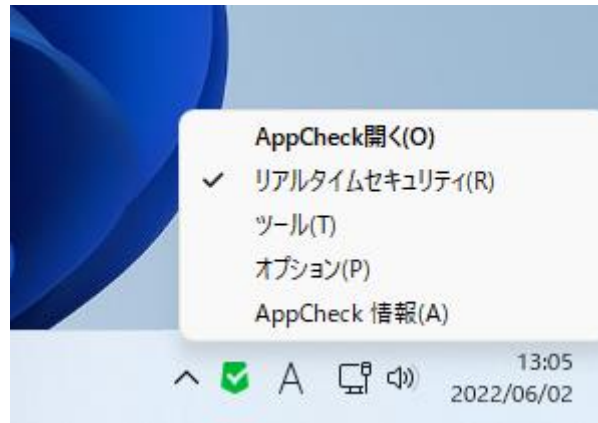 AppCheck開く(O)
リアルタイムセキュリティ(R)
ツール(T)
オプション(P)
AppCheck 情報(A)
A
13:05
2022/06/02